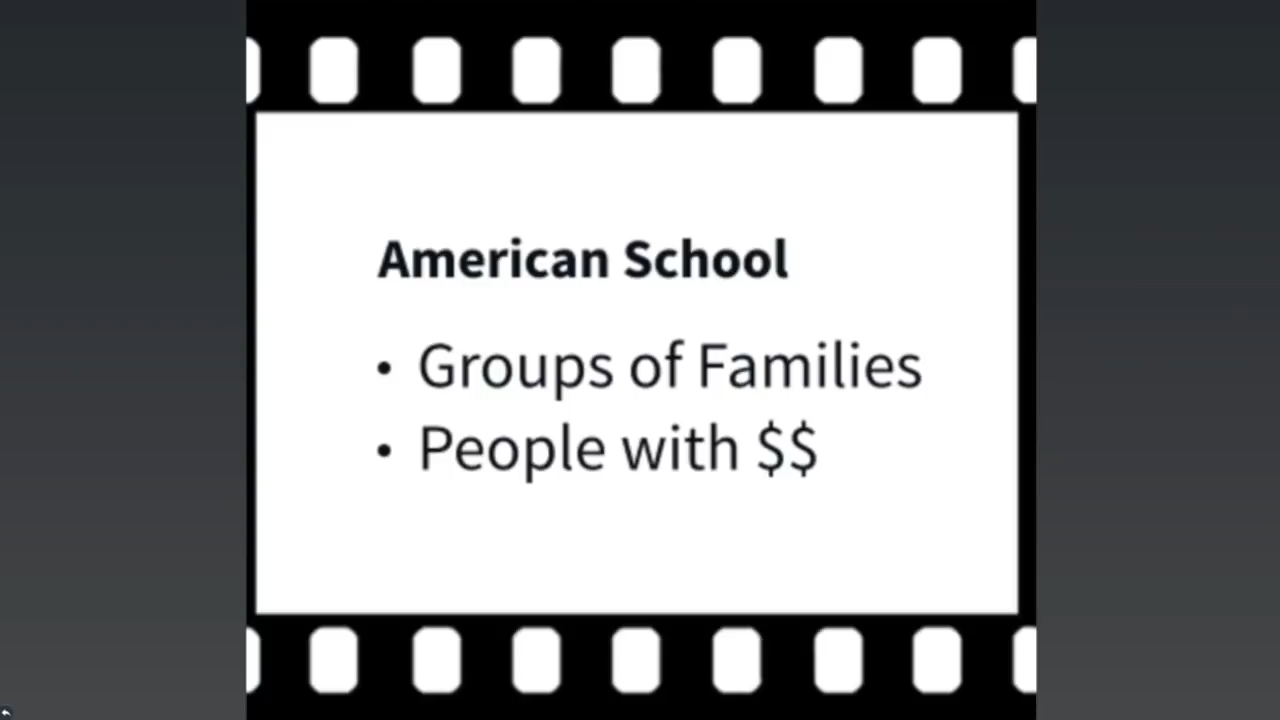 American School
• Groups of Families
• People with $$